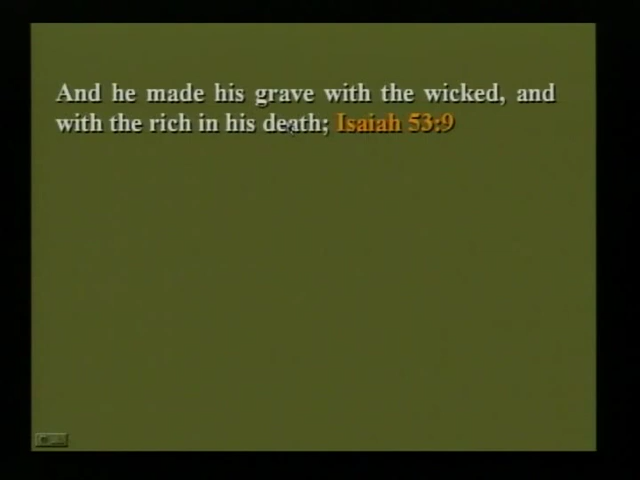 And he made his grave with the wicked, and
with the rich in his death; Isaiah 53:9